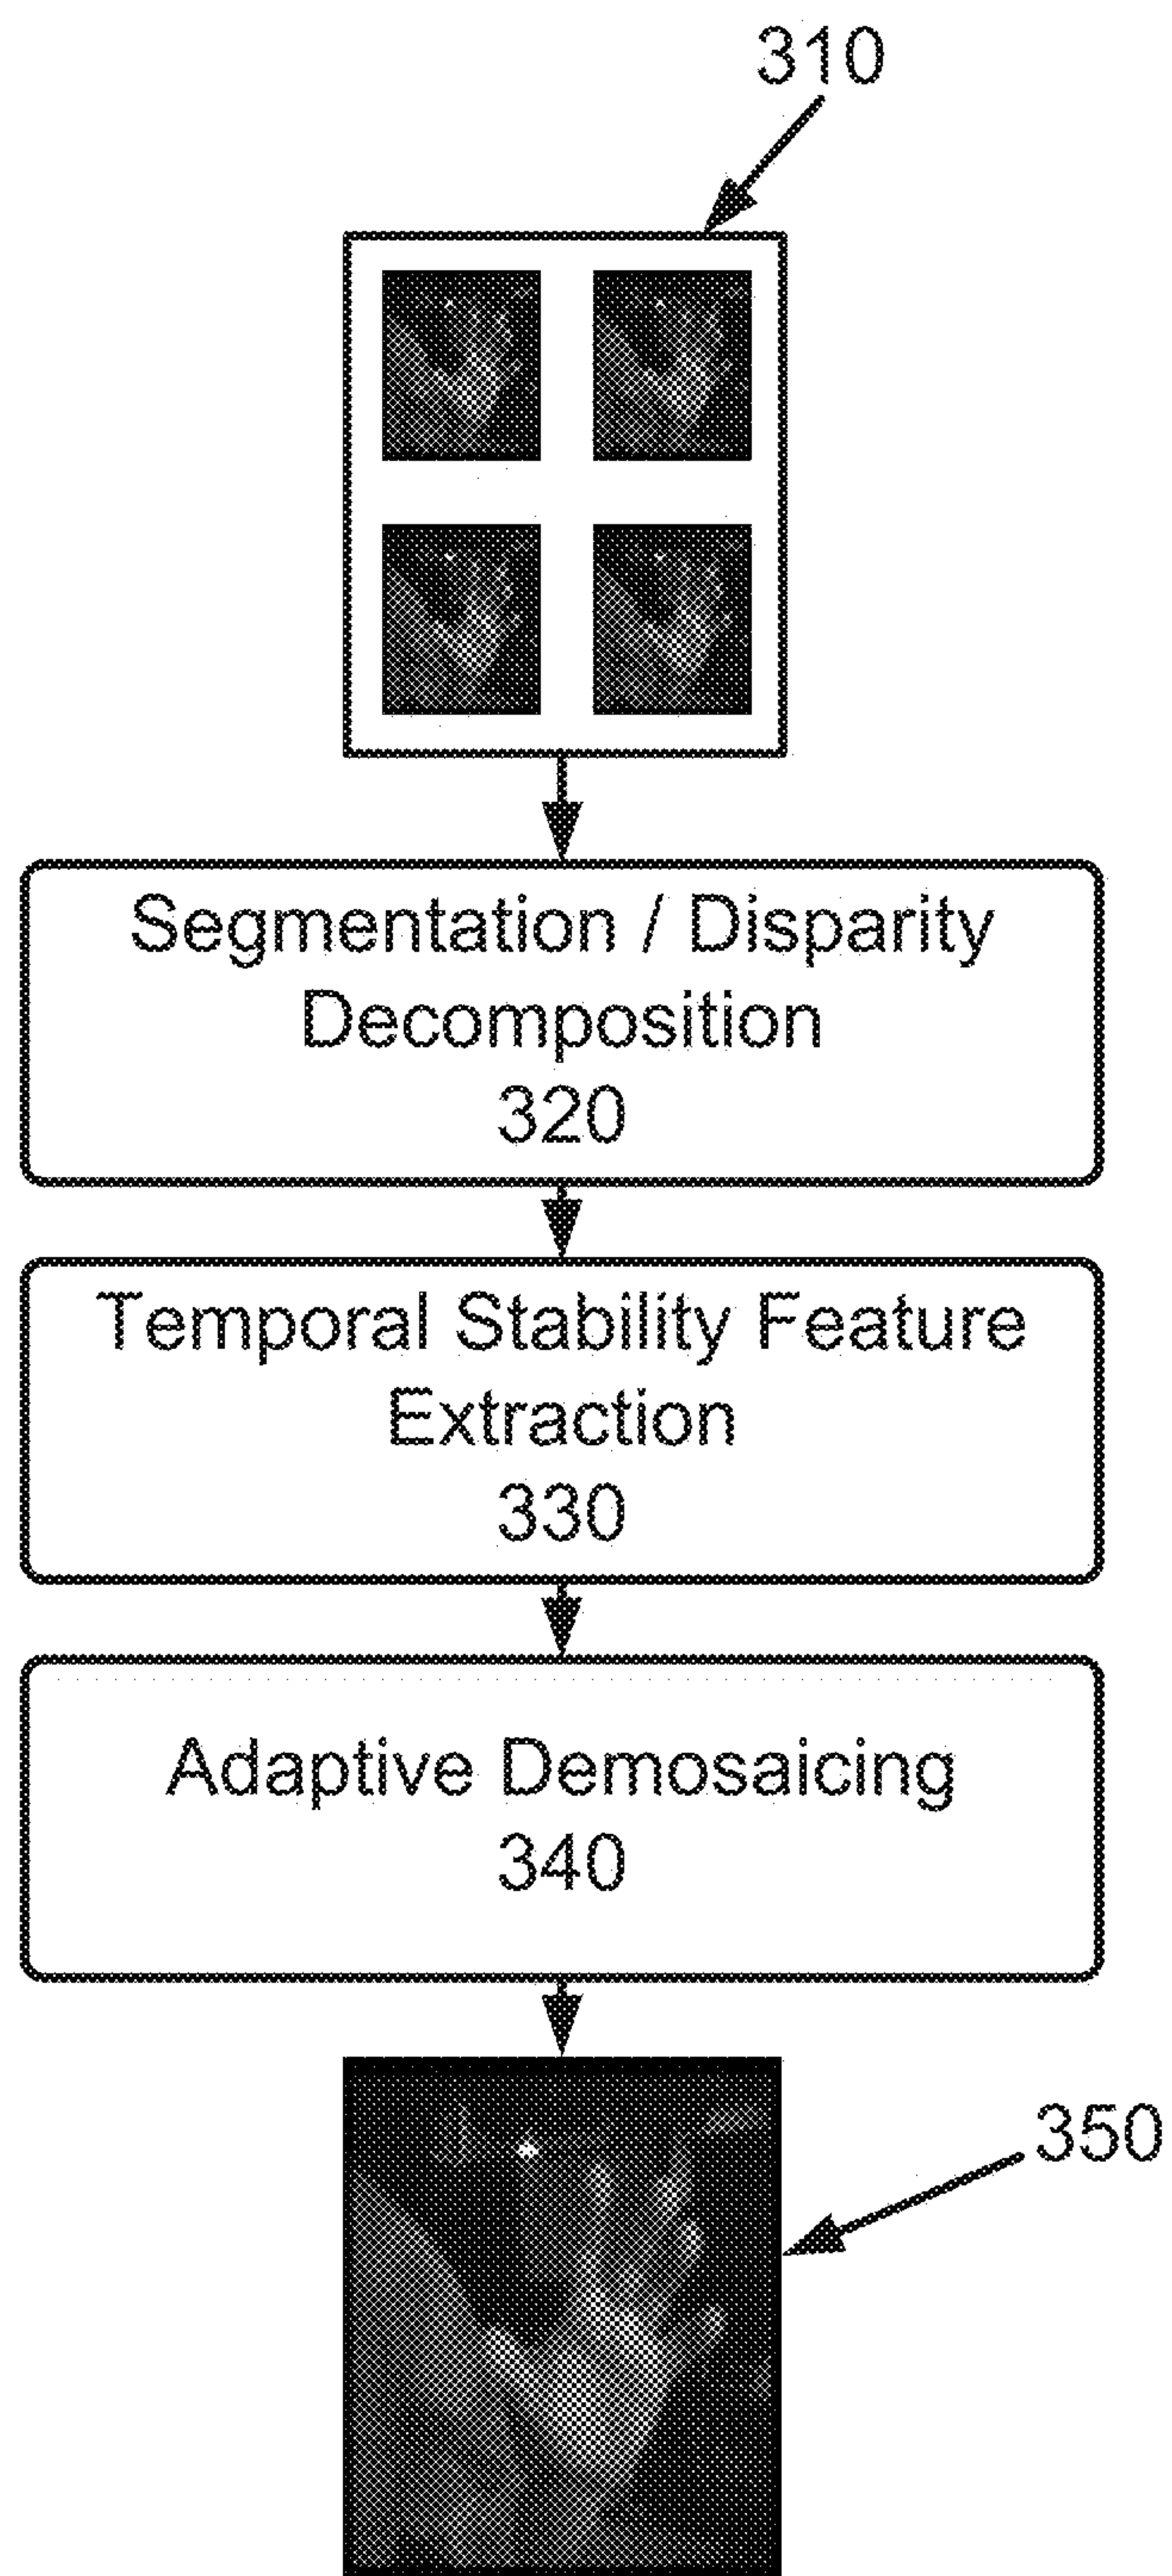 310
Segmentation / Disparity
Decomposition
320
Temporal Stability Feature
Extraction
330
Adaptive Demosaicing
340
350